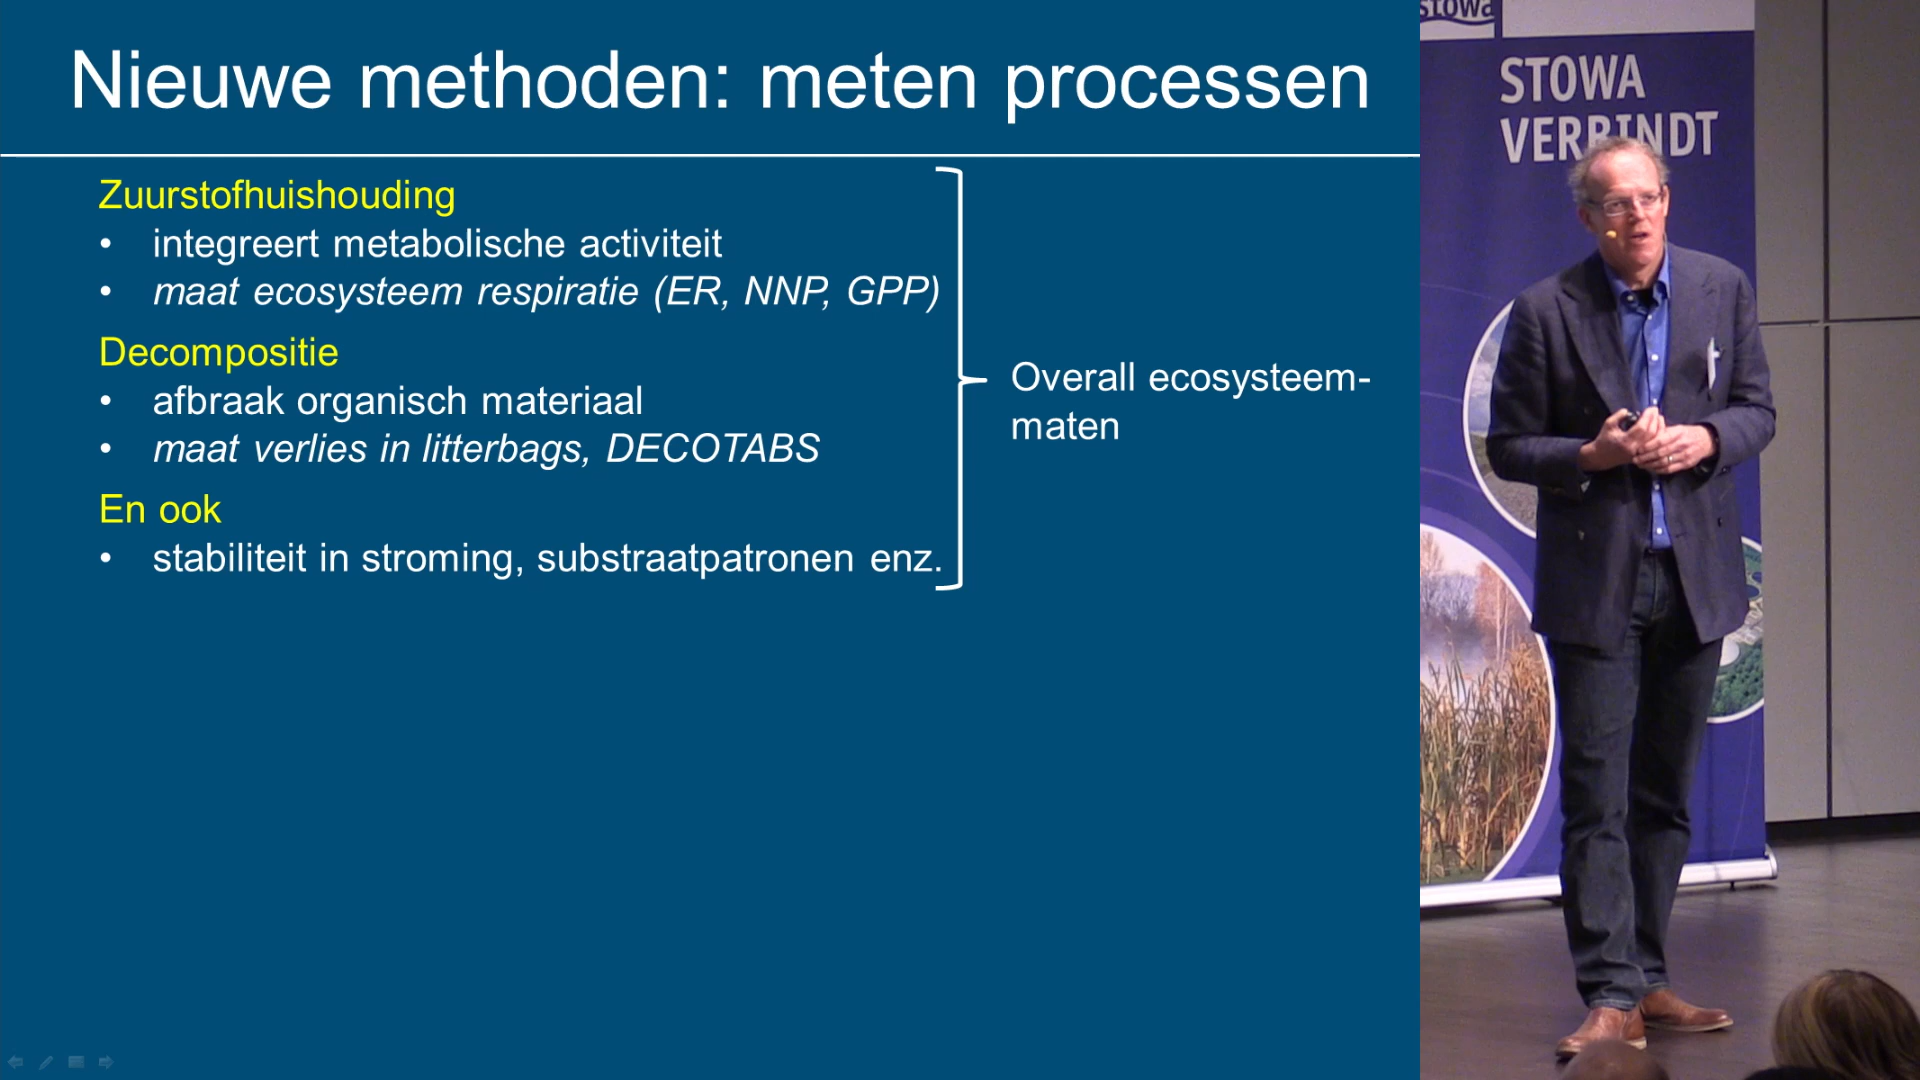 Nieuwe methoden: meten processen
Zuurstofhuishouding
• integreert metabolische activiteit
• maat ecosysteem respiratie (ER, NNP, GPP)
Decompositie
• afbraak organisch materiaal
• maat verlies in litterbags, DECOTABS
En ook
• stabiliteit in stroming, substraatpatronen enz.
Overall ecosysteem-
maten
stowa
STOWA
VERBINDT